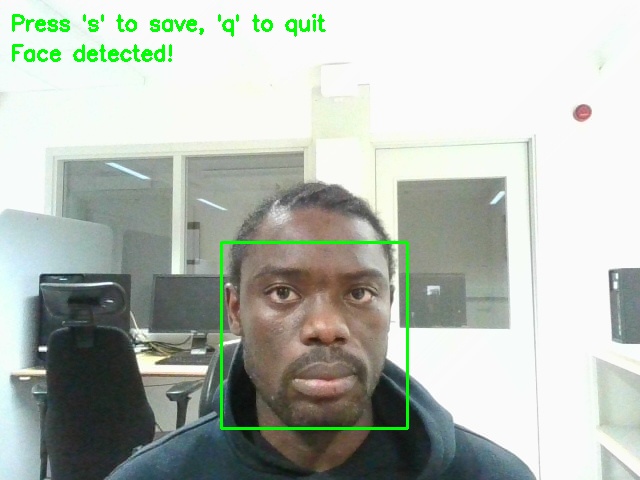 Press 's' to save, 'q' to quit
Face detected!